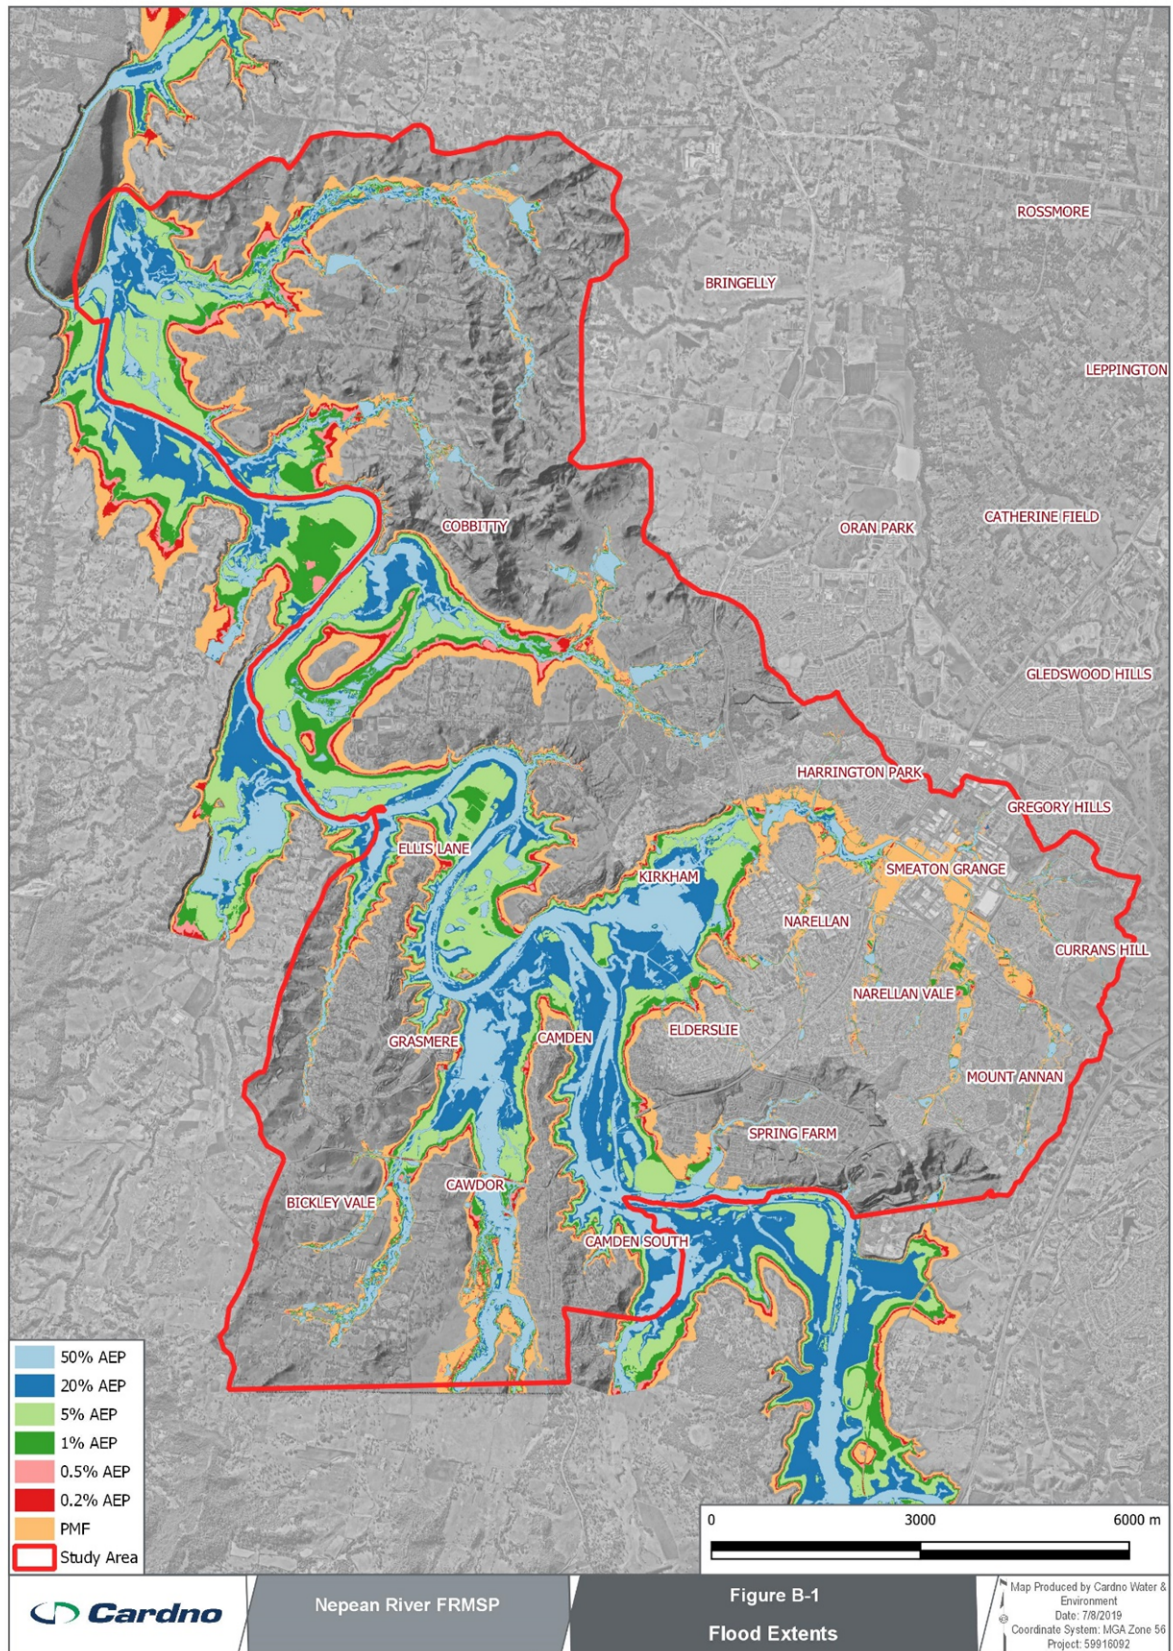 ROSSMORE
BRINGELLY
LEPPINGTON
COBBITTY
ORAN PARK
CATHERINE FIELD
GLEDSWOOD HILLS
HARRINGTON PARK
GREGORY HILLS
ELLIS LANE
KIRKHAM
SMEATON GRANGE
NARELLAN
CURRANS HILL
NARELLAN VALE
GRASMERE
CAMDEN
ELDERSLIE
MOUNT ANNAN
SPRING FARM
BICKLEY VALE
CAWDOR
CAMDEN SOUTH
50% AEP
20% AEP
5% AEP
1% AEP
0.5% AEP
0.2% AEP
PMF
Study Area
0 3000 6000 m
Cardno
Nepean River FRMSP
Figure B-1
Flood Extents
Map Produced by Cardno Water &
Environment
Date: 7/8/2019
Coordinate System: MGA Zone 56
Project: 59916092